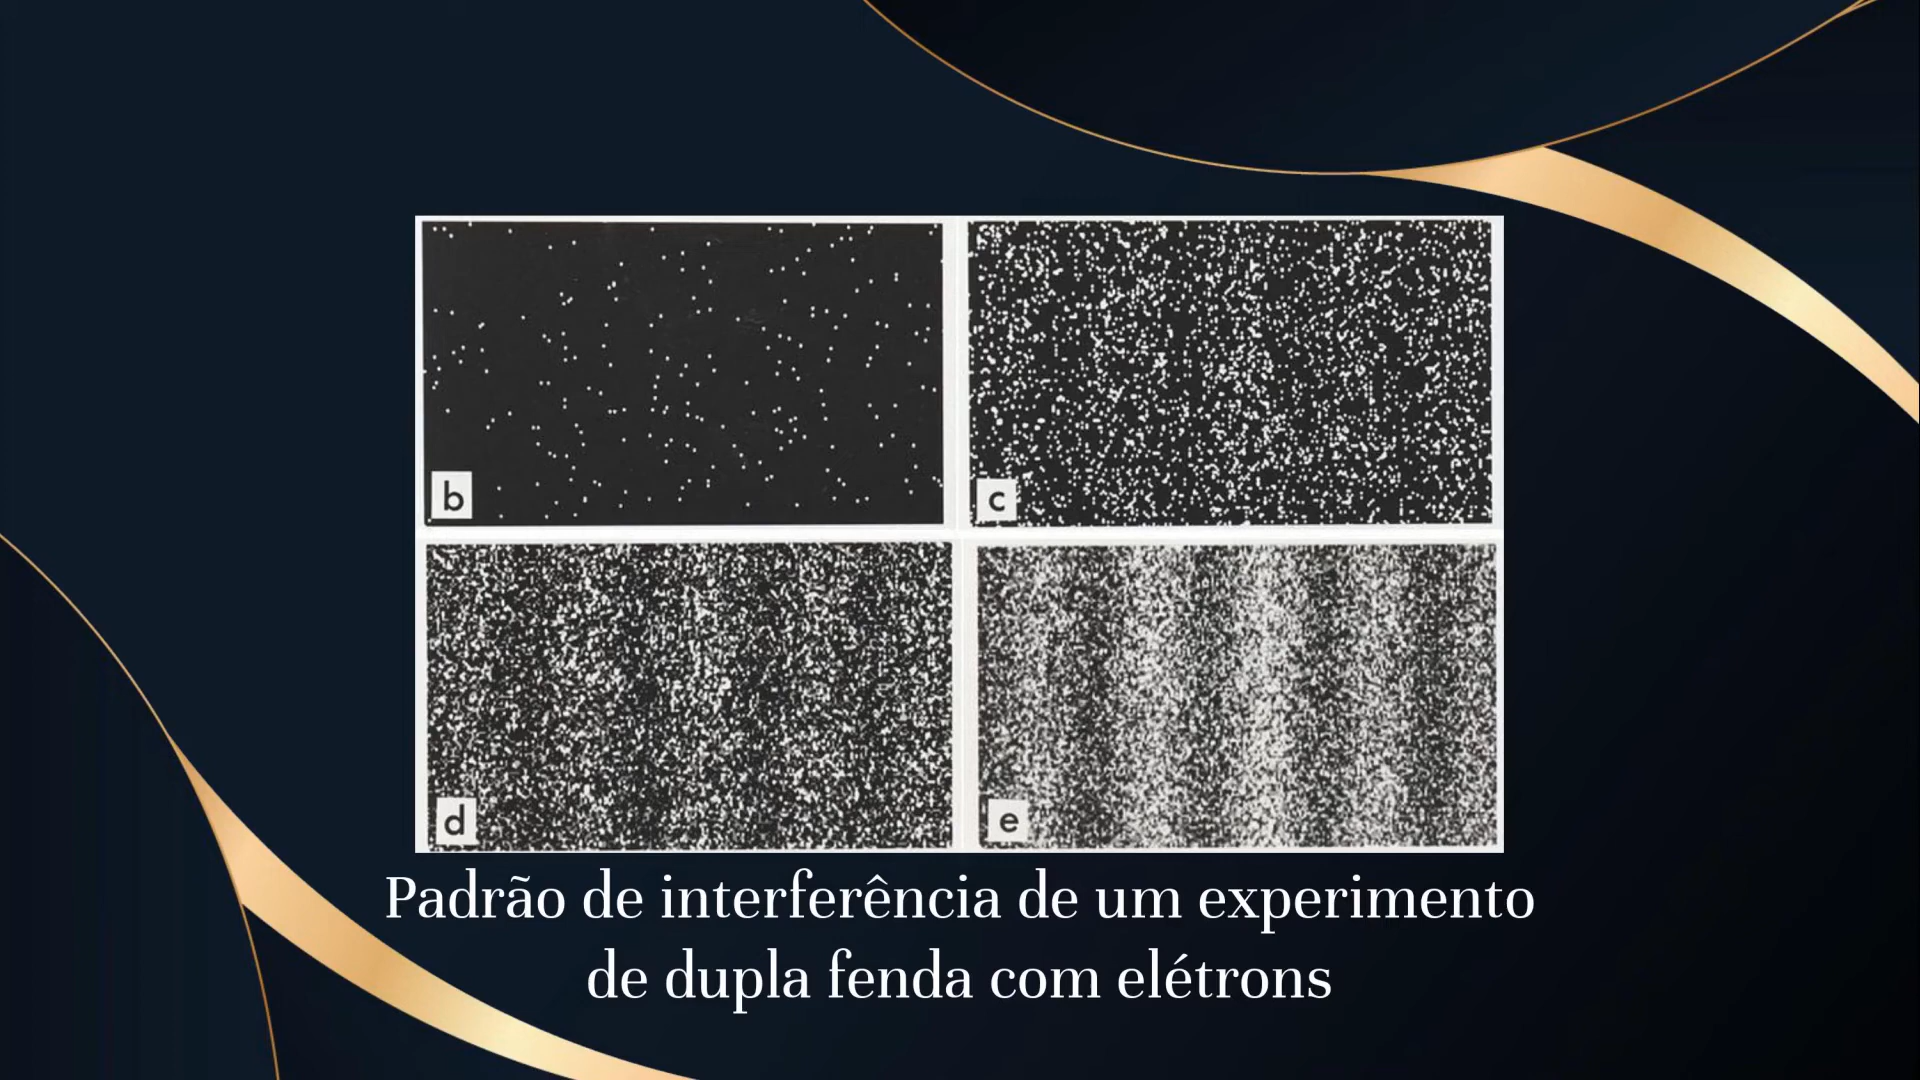 b
c
d
e
Padrão de interferência de um experimento
de dupla fenda com elétrons